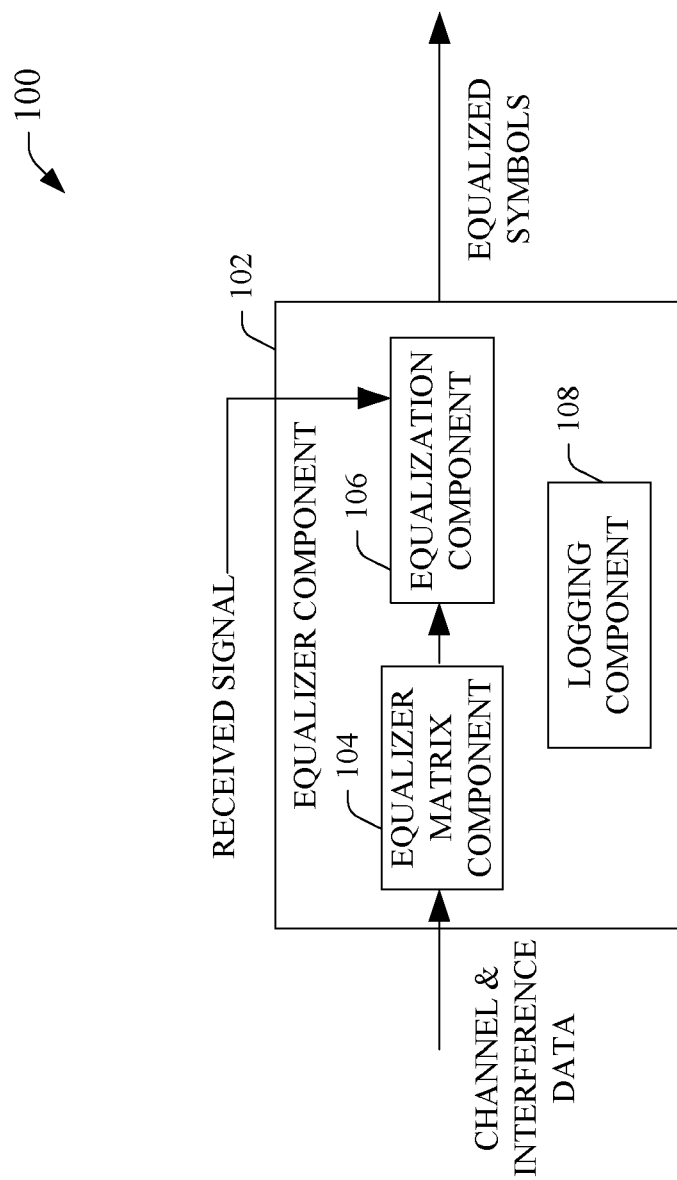 100
RECEIVED SIGNAL
102
EQUALIZER COMPONENT
104
EQUALIZER
MATRIX
COMPONENT
106
EQUALIZATION
COMPONENT
108
LOGGING
COMPONENT
CHANNEL &
INTERFERENCE
DATA
EQUALIZED
SYMBOLS